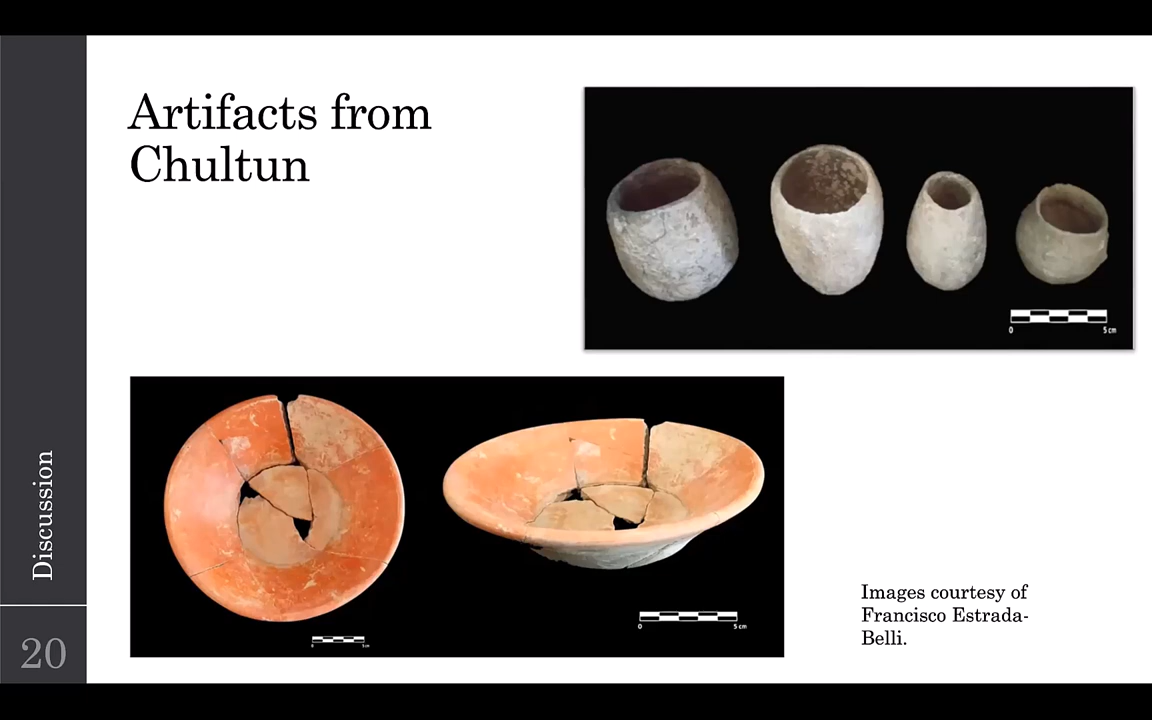 Artifacts from
Chultun
0 5 cm
0 5 cm
Images courtesy of
Francisco Estrada-
Belli.
Discussion
20